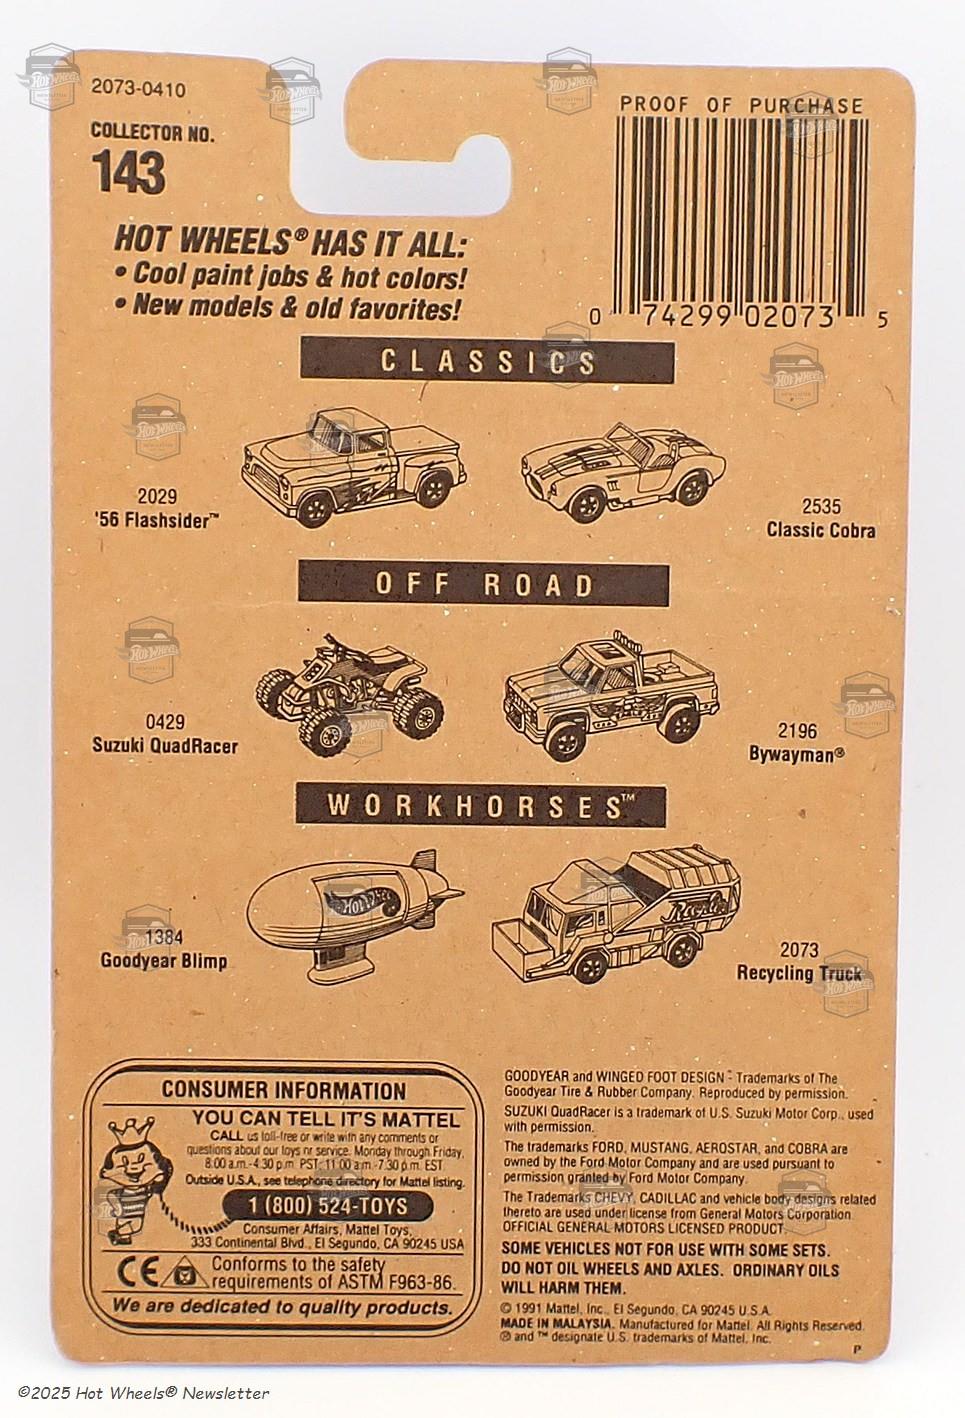 2073-0410
COLLECTOR NO.
143
PROOF OF PURCHASE
0 74299 02073 5
HOT WHEELS® HAS IT ALL:
• Cool paint jobs & hot colors!
• New models & old favorites!
CLASSICS
2029
'56 Flashsider™
2535
Classic Cobra
OFF ROAD
0429
Suzuki QuadRacer
2196
Bywayman®
WORKHORSES™
HOT WHEELS
1384
Goodyear Blimp
2073
Recycling Truck
CONSUMER INFORMATION
YOU CAN TELL IT'S MATTEL
CALL us toll-free or write with any comments or
questions about our toys or service. Monday through Friday,
8:00 a.m.-4:30 p.m. PST; 11:00 a.m.-7:30 p.m. EST.
Outside U.S.A., see telephone directory for Mattel listing.
1 (800) 524-TOYS
Consumer Affairs, Mattel Toys,
333 Continental Blvd., El Segundo, CA 90245 USA
CE Conforms to the safety
requirements of ASTM F963-86.
We are dedicated to quality products.
GOODYEAR and WINGED FOOT DESIGN - Trademarks of The
Goodyear Tire & Rubber Company. Reproduced by permission.
SUZUKI QuadRacer is a trademark of U.S. Suzuki Motor Corp., used
with permission.
The trademarks FORD, MUSTANG, AEROSTAR, and COBRA are
owned by the Ford Motor Company and are used pursuant to
permission granted by Ford Motor Company.
The Trademarks CHEVY, CADILLAC and vehicle body designs related
thereto are used under license from General Motors Corporation.
OFFICIAL GENERAL MOTORS LICENSED PRODUCT.
SOME VEHICLES NOT FOR USE WITH SOME SETS.
DO NOT OIL WHEELS AND AXLES. ORDINARY OILS
WILL HARM THEM.
© 1991 Mattel, Inc., El Segundo, CA 90245 U.S.A.
MADE IN MALAYSIA. Manufactured for Mattel. All Rights Reserved.
® and ™ designate U.S. trademarks of Mattel, Inc.
P
©2025 Hot Wheels® Newsletter